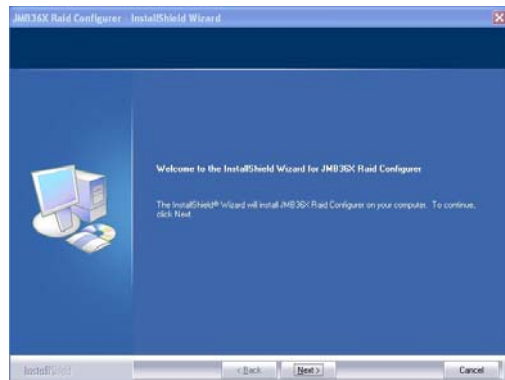 JMB36X Raid Configurer - InstallShield Wizard
Welcome to the InstallShield Wizard for JMB36X Raid Configurer
The InstallShield® Wizard will install JMB36X Raid Configurer on your computer. To continue,
click Next
InstallShield
< Back
Next >
Cancel